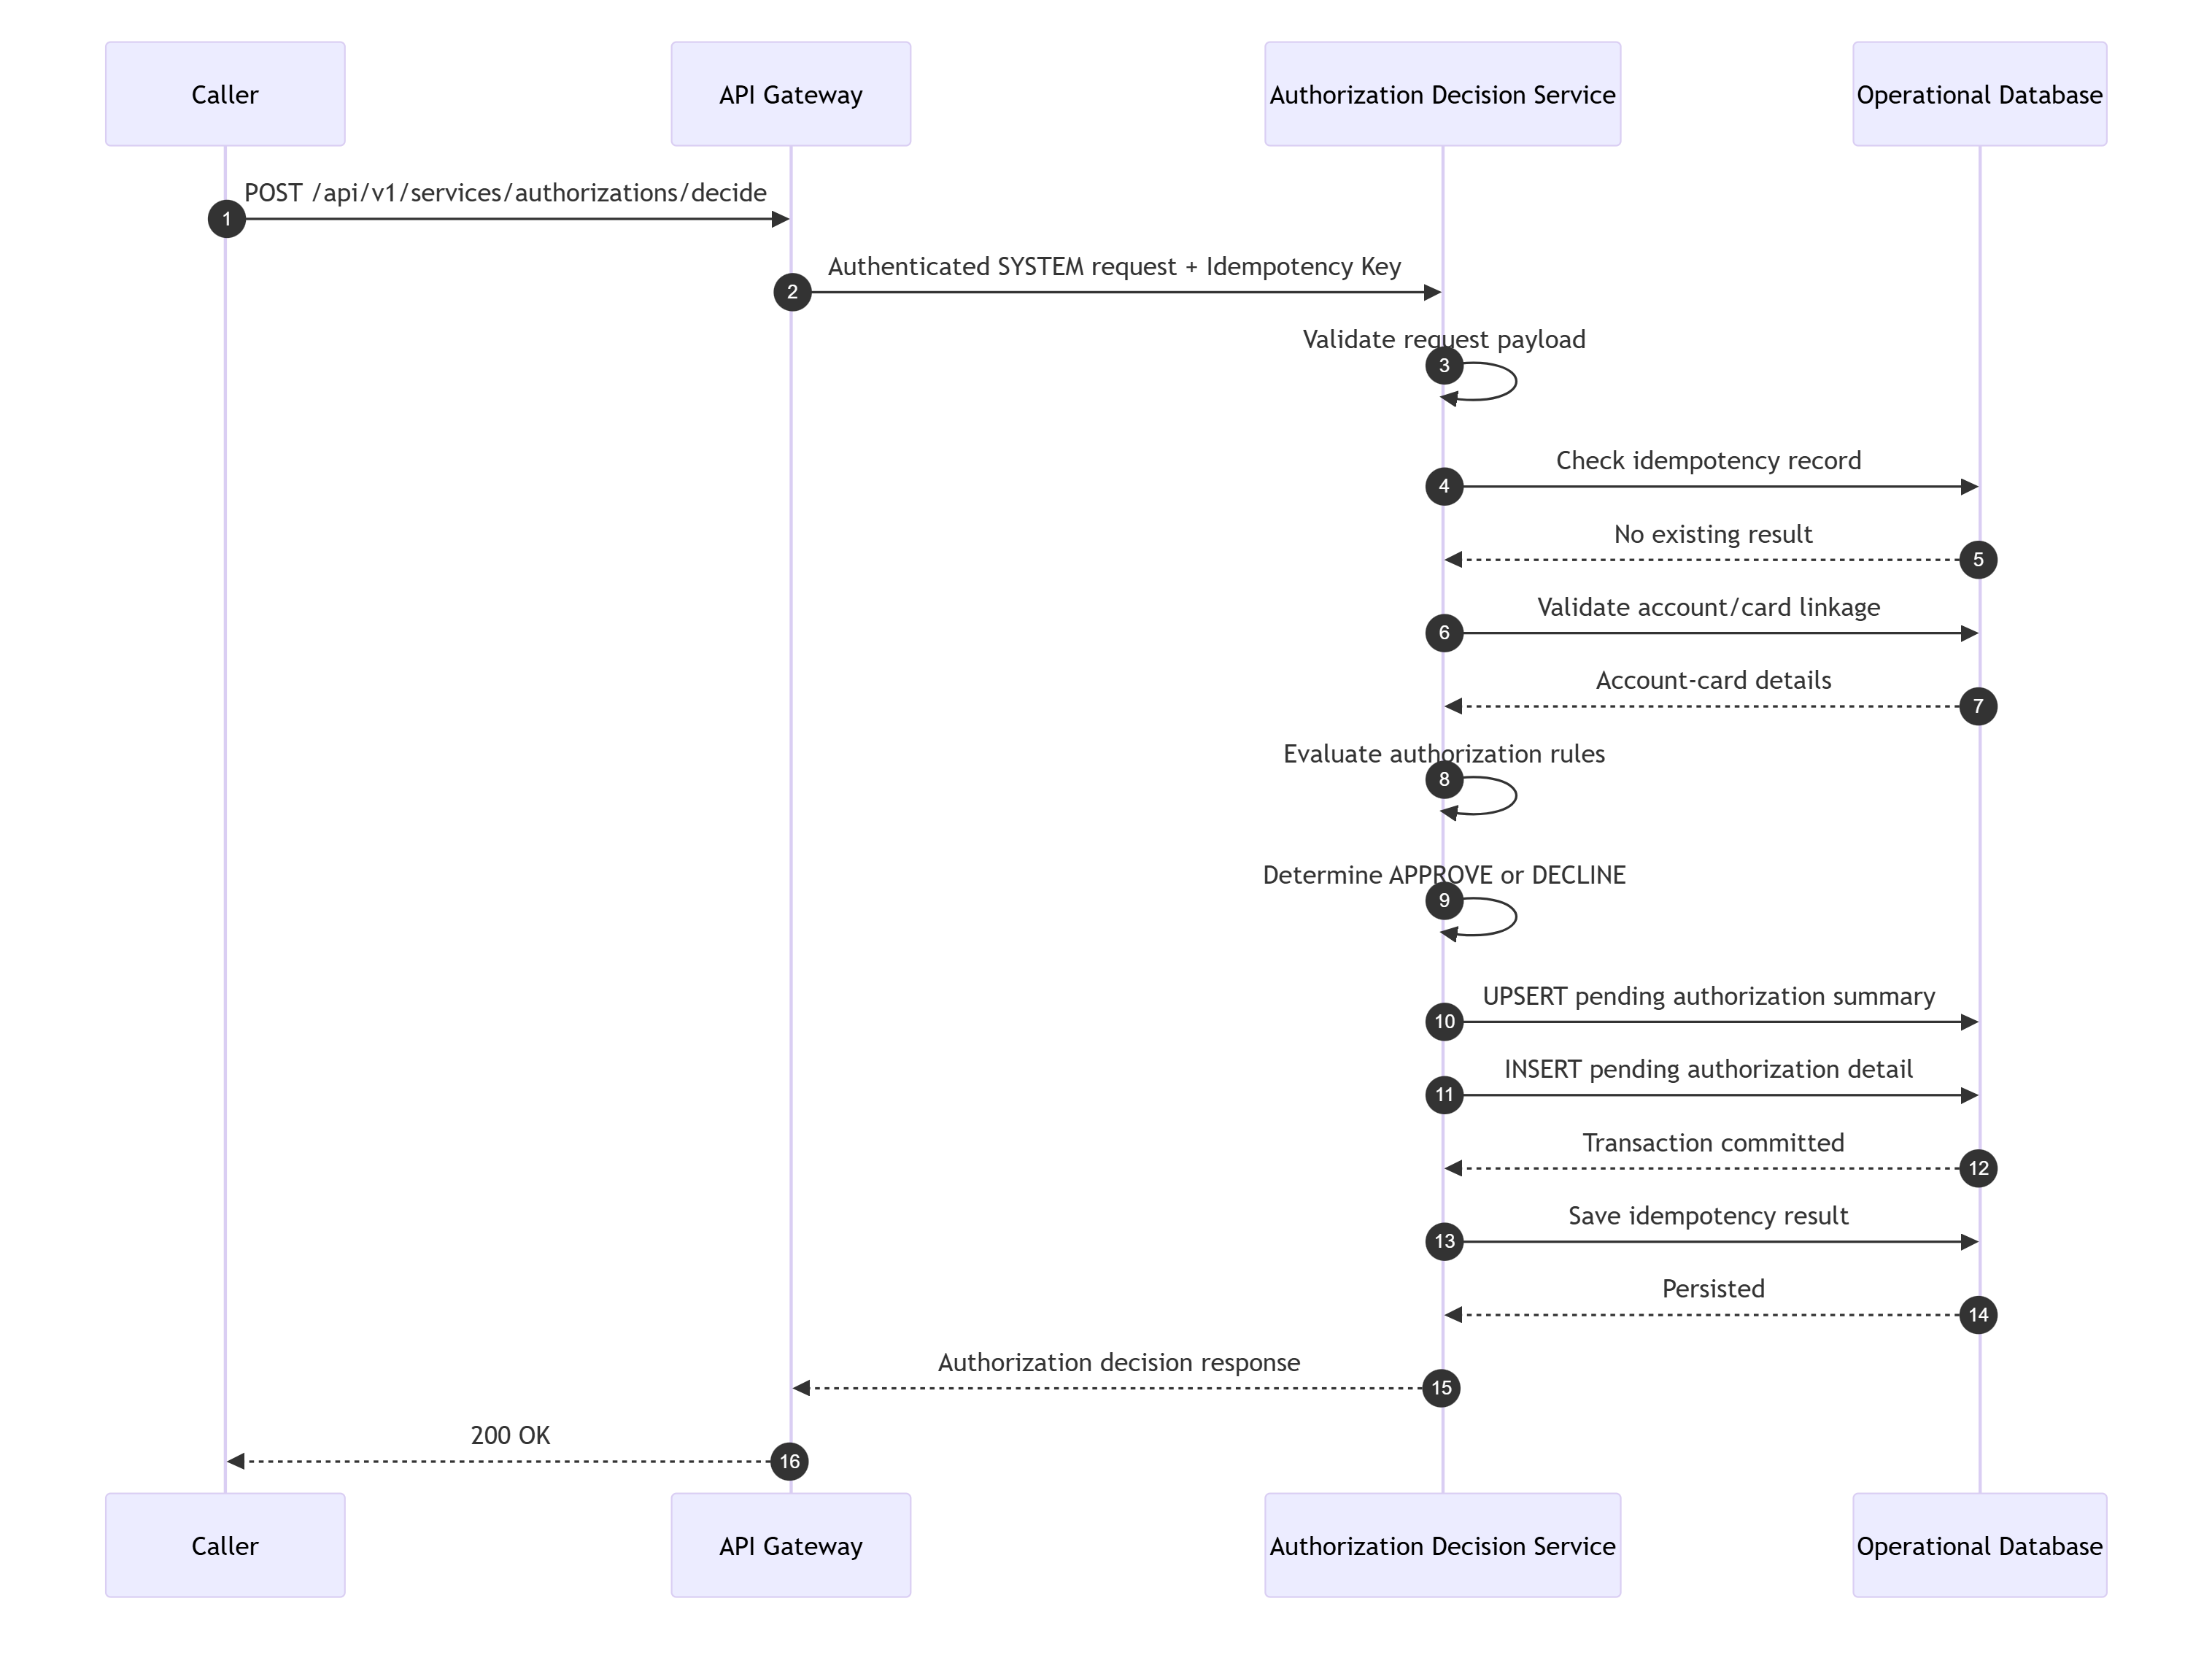 Caller
API Gateway
Authorization Decision Service
Operational Database
POST /api/v1/services/authorizations/decide
1
Authenticated SYSTEM request + Idempotency Key
2
Validate request payload
3
Check idempotency record
4
No existing result
5
Validate account/card linkage
6
Account-card details
7
Evaluate authorization rules
8
Determine APPROVE or DECLINE
9
UPSERT pending authorization summary
10
INSERT pending authorization detail
11
Transaction committed
12
Save idempotency result
13
Persisted
14
Authorization decision response
15
200 OK
16
Caller
API Gateway
Authorization Decision Service
Operational Database